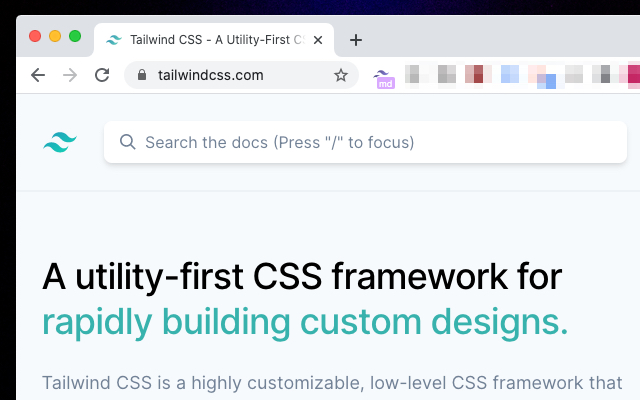 Tailwind CSS - A Utility-First C
tailwindcss.com
md
Search the docs (Press "/" to focus)
A utility-first CSS framework for
rapidly building custom designs.
Tailwind CSS is a highly customizable, low-level CSS framework that